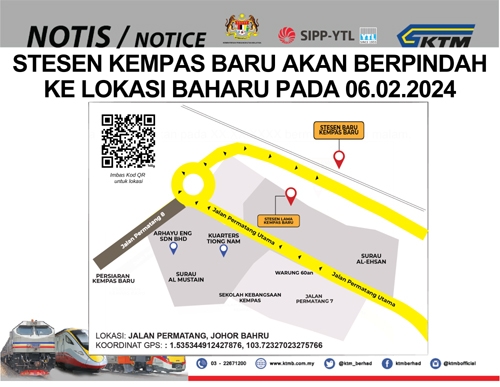 NOTIS / NOTICE
SIPP-YTL
YTL
KTM
STESEN KEMPAS BARU AKAN BERPINDAH
KE LOKASI BAHARU PADA 06.02.2024
Imbas Kod QR
untuk lokasi
STESEN BARU
KEMPAS BARU
STESEN LAMA
KEMPAS BARU
Jalan Permatang 8
Jalan Permatang Utama
Jalan Permatang Utama
ARHAYU ENG
SDN BHD
KUARTERS
TIONG NAM
PERSIARAN
KEMPAS BARU
SURAU
AL MUSTAIN
WARUNG 60an
SURAU
AL-EHSAN
SEKOLAH KEBANGSAAN
KEMPAS
JALAN
PERMATANG 7
LOKASI: JALAN PERMATANG, JOHOR BAHRU
KOORDINAT GPS: : 1.535344912427876, 103.72327023275766
03 - 22671200
www.ktmb.com.my
@ktm_berhad
ktmberhad
@ktmbofficial